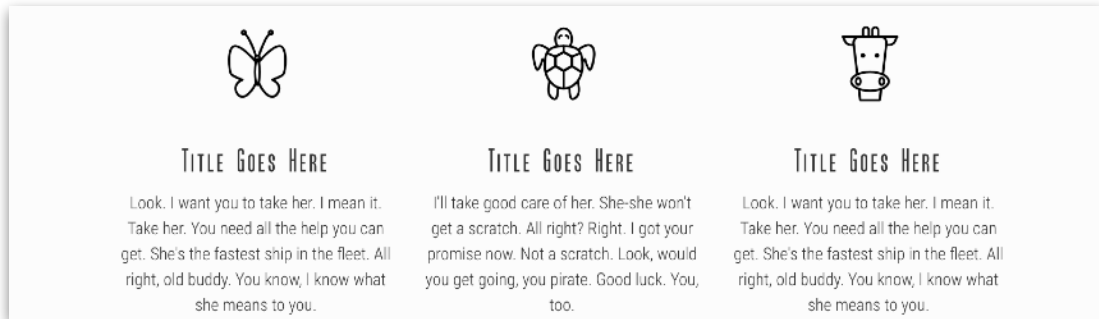 Title Goes Here
Look. I want you to take her. I mean it.
Take her. You need all the help you can
get. She's the fastest ship in the fleet. All
right, old buddy. You know, I know what
she means to you.
Title Goes Here
I'll take good care of her. She-she won't
get a scratch. All right? Right. I got your
promise now. Not a scratch. Look, would
you get going, you pirate. Good luck. You,
too.
Title Goes Here
Look. I want you to take her. I mean it.
Take her. You need all the help you can
get. She's the fastest ship in the fleet. All
right, old buddy. You know, I know what
she means to you.